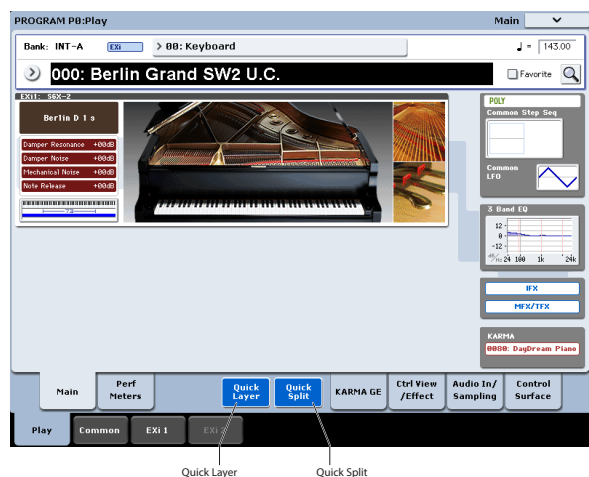 PROGRAM P0:Play
Main
Bank: INT-A
EXi
> 00: Keyboard
♩ = 143.00
000: Berlin Grand SW2 U.C.
Favorite
EXi1: SGX-2
Berlin D 1 s
Damper Resonance +00dB
Damper Noise +00dB
Mechanical Noise +00dB
Note Release +00dB
73
POLY
Common Step Seq
Common
LFO
3 Band EQ
12
0
-12
dB/Hz 24 100 1k 24k
IFX
MFX/TFX
KARMA
0080: DayDream Piano
Main
Perf
Meters
Quick
Layer
Quick
Split
KARMA GE
Ctrl View
/Effect
Audio In/
Sampling
Control
Surface
Play
Common
EXi 1
EXi 2
Quick Layer
Quick Split